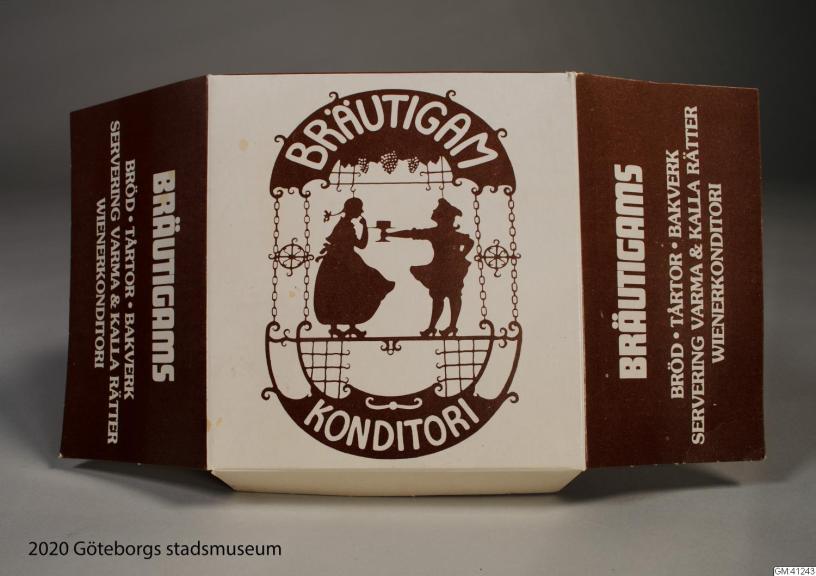 BRÄUTIGAMS
BRÖD • TÅRTOR • BAKVERK
SERVERING VARMA & KALLA RÄTTER
WIENERKONDITORI
BRÄUTIGAM
KONDITORI
BRÄUTIGAMS
BRÖD • TÅRTOR • BAKVERK
SERVERING VARMA & KALLA RÄTTER
WIENERKONDITORI
2020 Göteborgs stadsmuseum
GM:41243